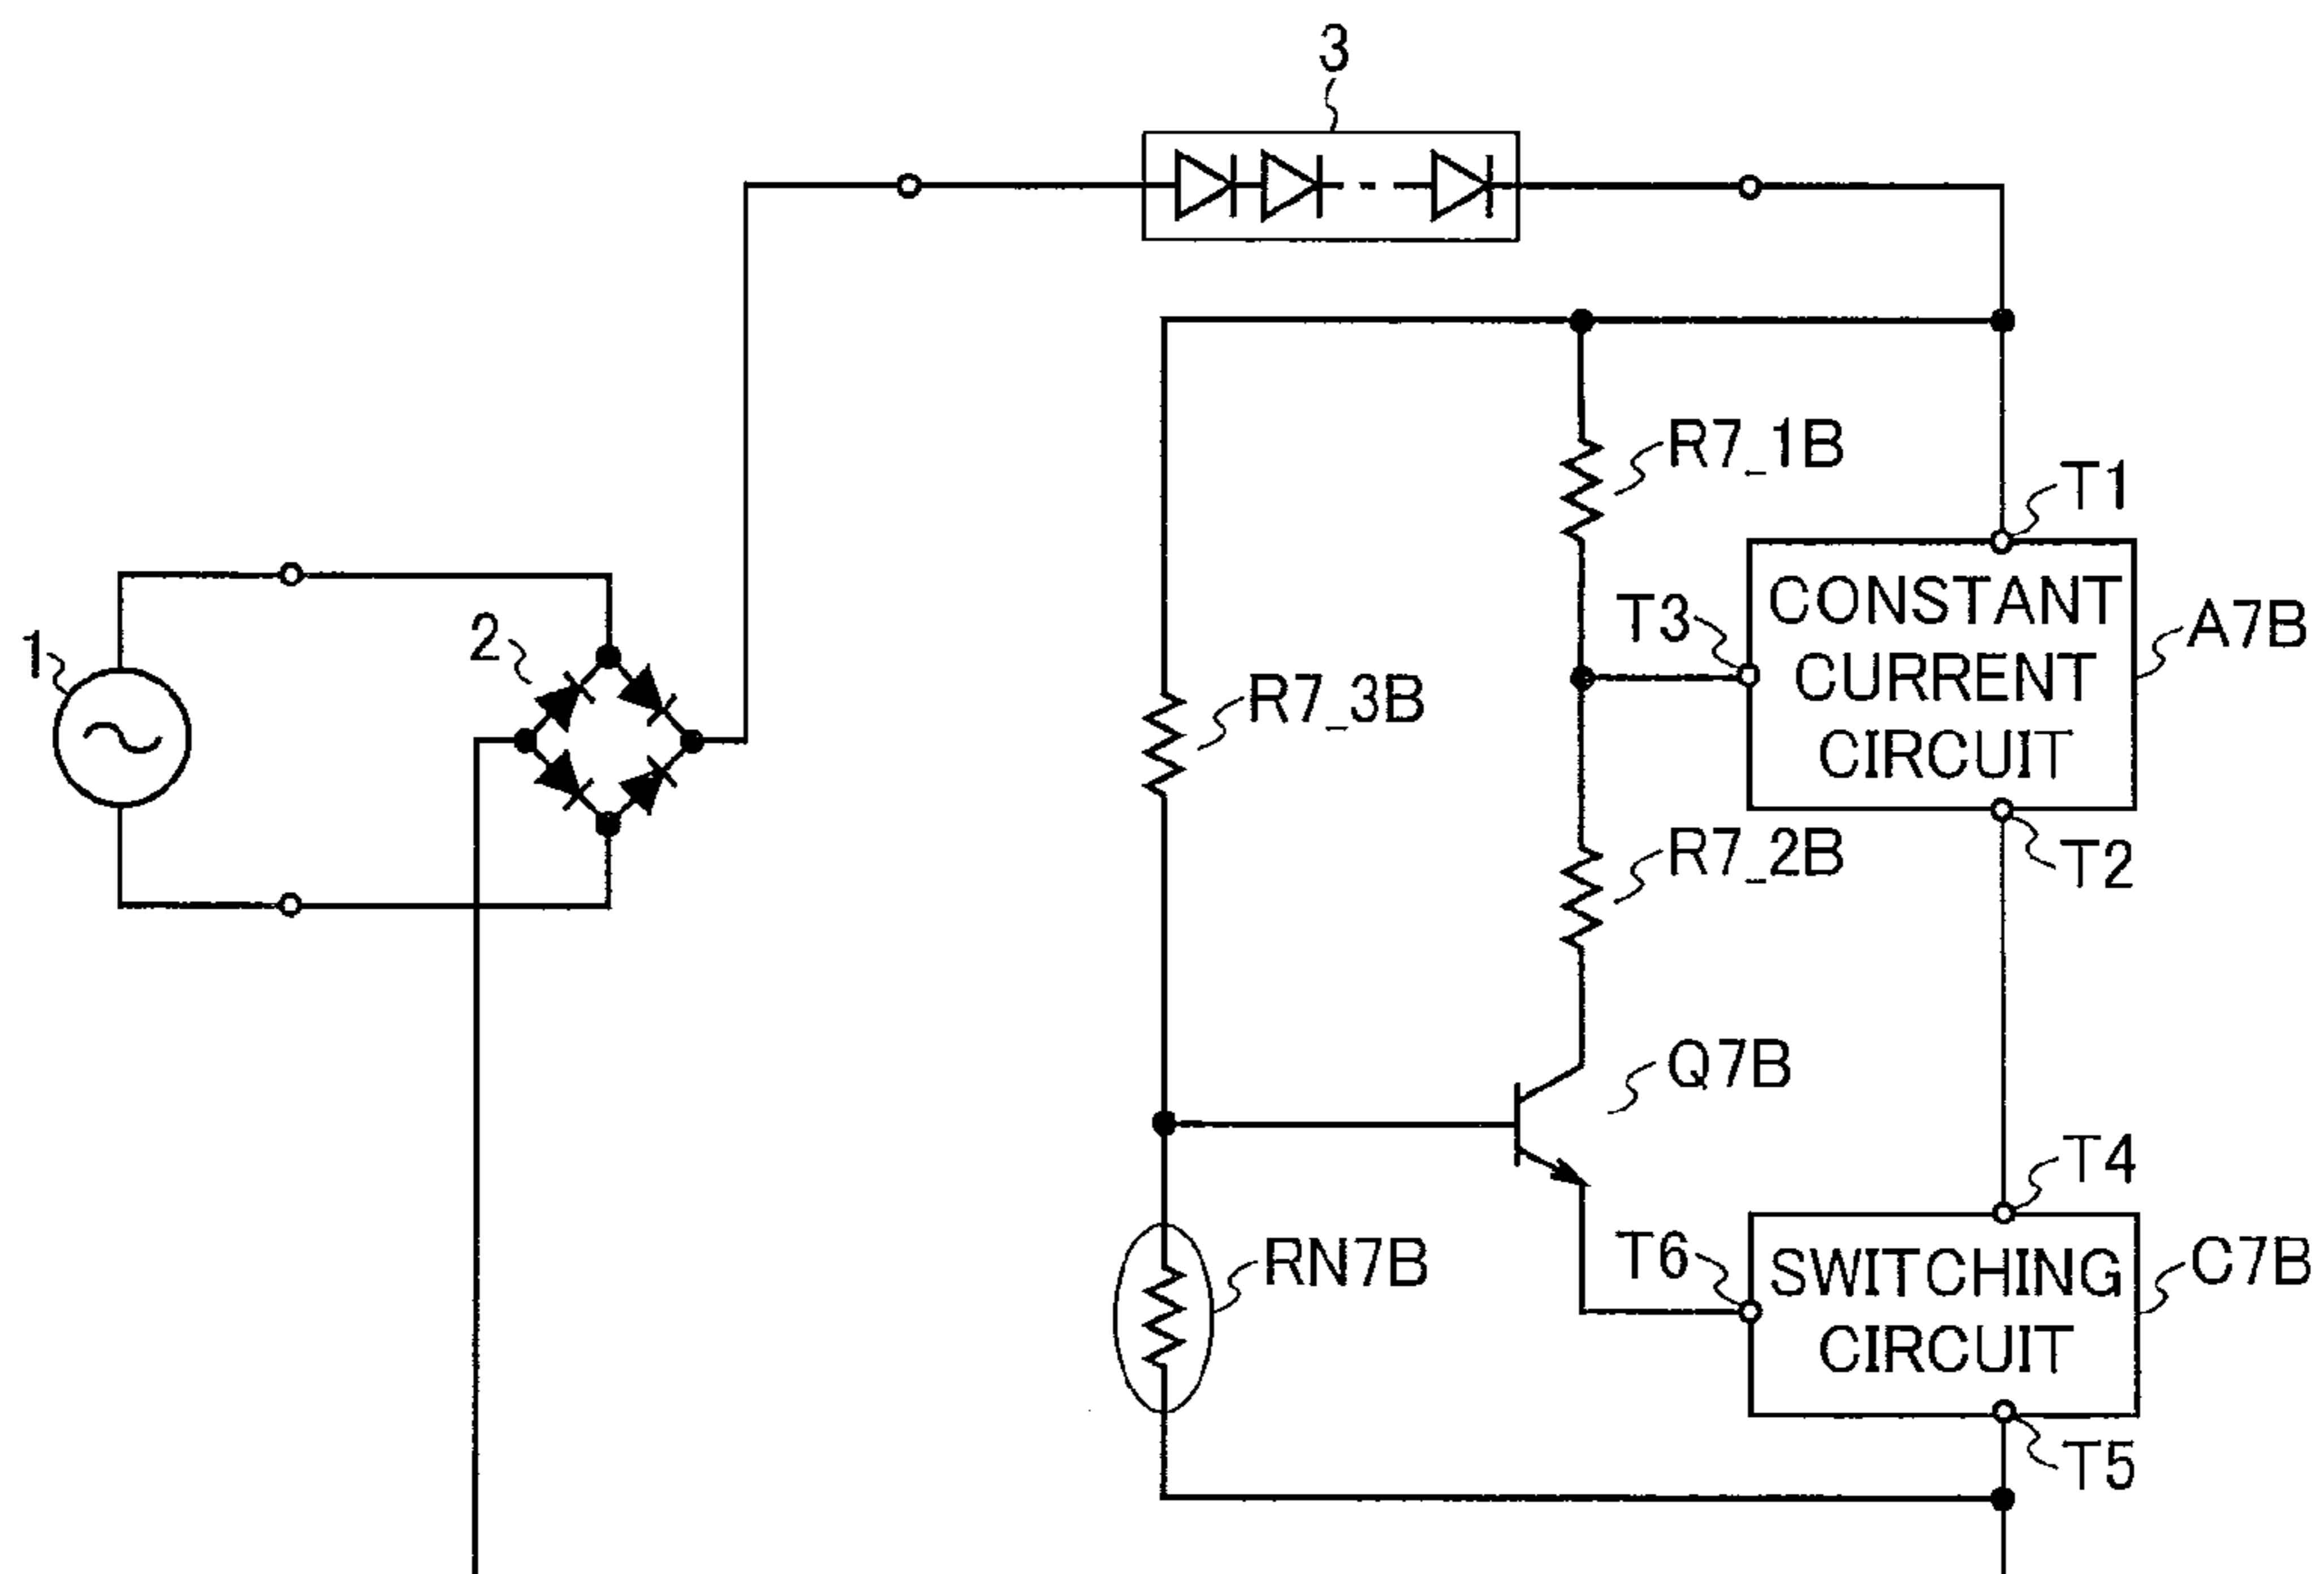 3
R7_1B
T1
CONSTANT
CURRENT
CIRCUIT
T3
A7B
1
2
R7_3B
T2
R7_2B
Q7B
T4
T6
SWITCHING
CIRCUIT
C7B
RN7B
T5